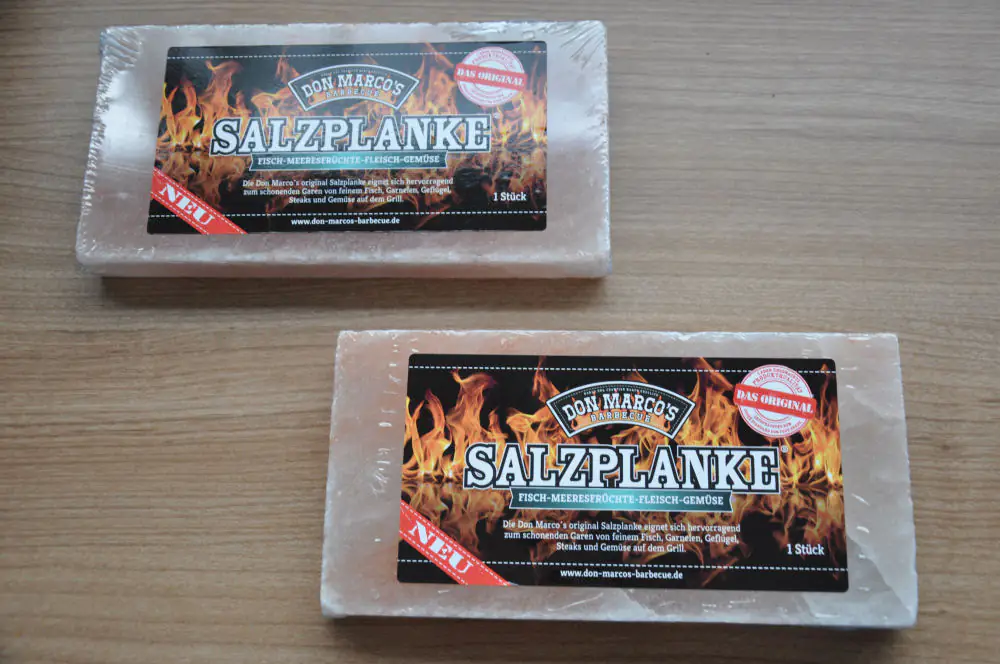 DON MARCO'S
BARBECUE
DAS ORIGINAL
SALZPLANKE®
FISCH-MEERESFRÜCHTE-FLEISCH-GEMÜSE
Die Don Marco´s original Salzplanke eignet sich hervorragend
zum schonenden Garen von feinem Fisch, Garnelen, Geflügel,
Steaks und Gemüse auf dem Grill.
1 Stück
NEU
www.don-marcos-barbecue.de
DON MARCO'S
BARBECUE
PRODUKTQUALITÄT
DAS ORIGINAL
SALZPLANKE®
FISCH-MEERESFRÜCHTE-FLEISCH-GEMÜSE
Die Don Marco´s original Salzplanke eignet sich hervorragend
zum schonenden Garen von feinem Fisch, Garnelen, Geflügel,
Steaks und Gemüse auf dem Grill.
1 Stück
NEU
www.don-marcos-barbecue.de